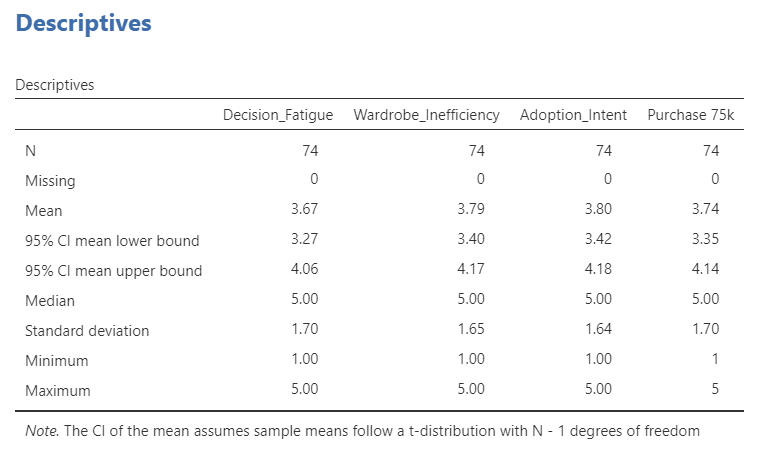 Descriptives
Descriptives
Decision_Fatigue Wardrobe_Inefficiency Adoption_Intent Purchase 75k
N 74 74 74 74
Missing 0 0 0 0
Mean 3.67 3.79 3.80 3.74
95% CI mean lower bound 3.27 3.40 3.42 3.35
95% CI mean upper bound 4.06 4.17 4.18 4.14
Median 5.00 5.00 5.00 5.00
Standard deviation 1.70 1.65 1.64 1.70
Minimum 1.00 1.00 1.00 1
Maximum 5.00 5.00 5.00 5
Note. The CI of the mean assumes sample means follow a t-distribution with N - 1 degrees of freedom